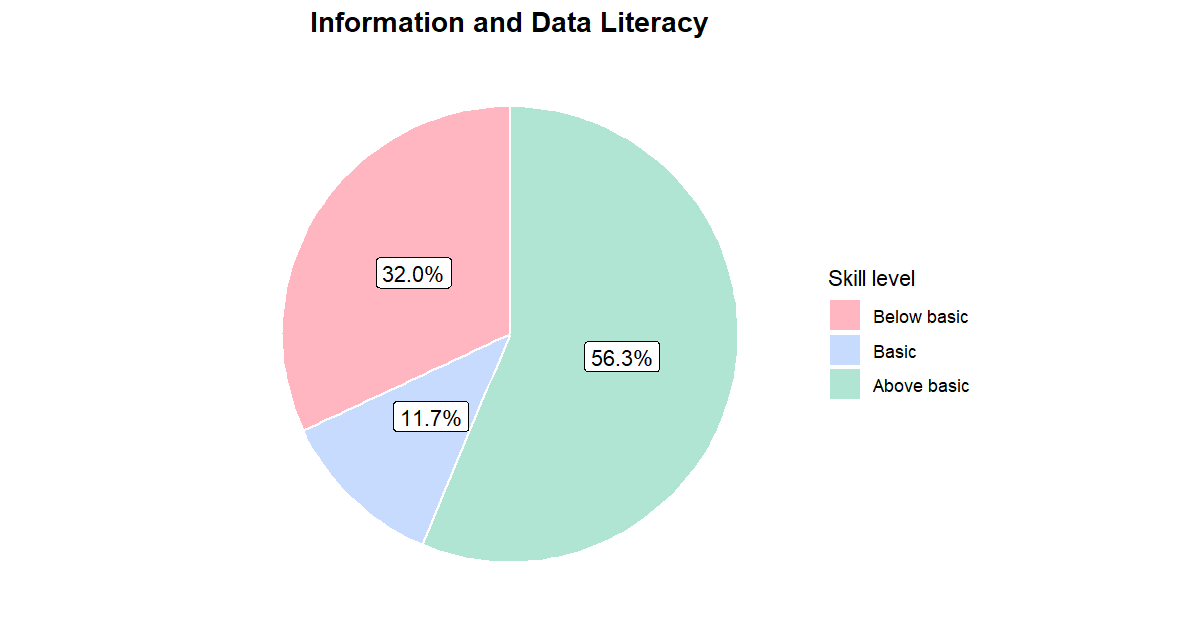 Information and Data Literacy
32.0%
56.3%
11.7%
Skill level
Below basic
Basic
Above basic